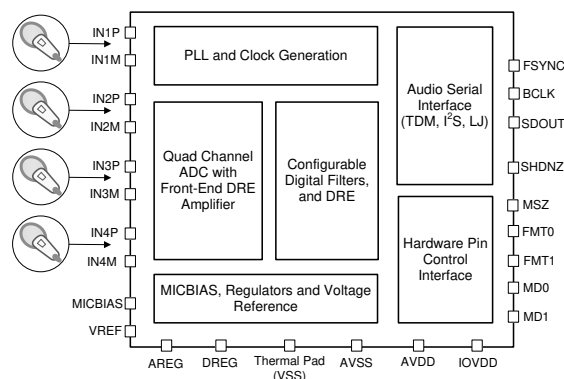 IN1P
IN1M
IN2P
IN2M
IN3P
IN3M
IN4P
IN4M
MICBIAS
VREF
PLL and Clock Generation
Quad Channel
ADC with
Front-End DRE
Amplifier
Configurable
Digital Filters,
and DRE
MICBIAS, Regulators and Voltage
Reference
Audio Serial
Interface
(TDM, I²S, LJ)
Hardware Pin
Control
Interface
FSYNC
BCLK
SDOUT
SHDNZ
MSZ
FMT0
FMT1
MD0
MD1
AREG
DREG
Thermal Pad
(VSS)
AVSS
AVDD
IOVDD